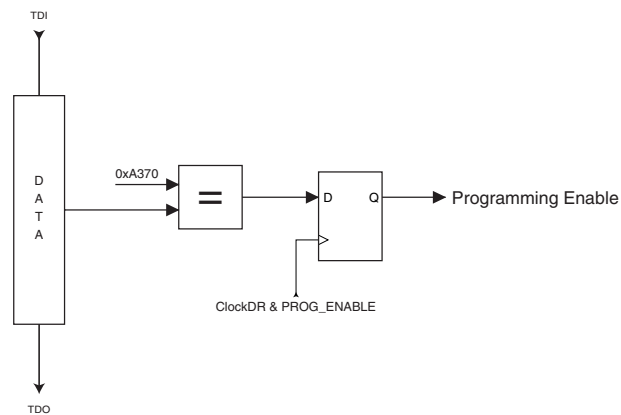 TDI
D
A
T
A
0xA370
=
D Q
Programming Enable
ClockDR & PROG_ENABLE
TDO